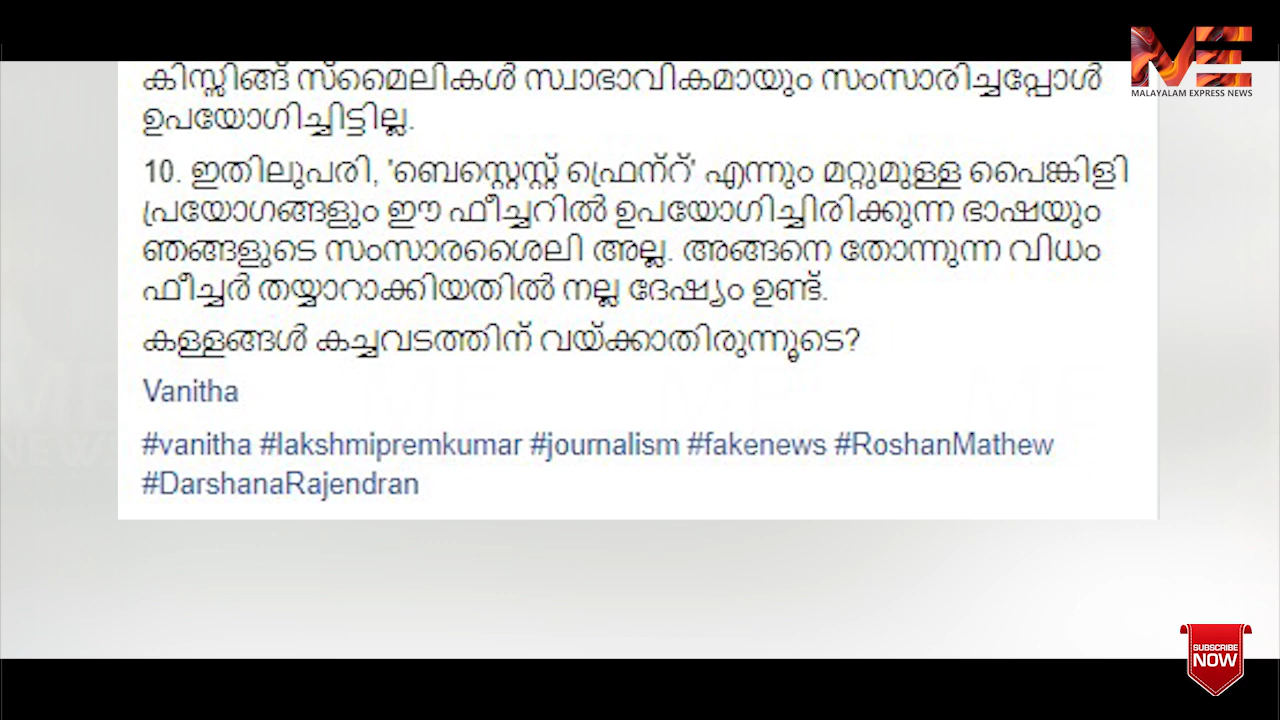 ME
MALAYALAM EXPRESS NEWS
കിസ്സിങ്ങ് സ്മൈലികൾ സ്വാഭാവികമായും സംസാരിച്ചപ്പോൾ
ഉപയോഗിച്ചിട്ടില്ല.
10. ഇതിലുപരി, 'ബെസ്റ്റെസ്റ്റ് ഫ്രെന്റ്' എന്നും മറ്റുമുള്ള പൈങ്കിളി
പ്രയോഗങ്ങളും ഈ ഫീച്ചറിൽ ഉപയോഗിച്ചിരിക്കുന്ന ഭാഷയും
ഞങ്ങളുടെ സംസാരശൈലി അല്ല. അങ്ങനെ തോന്നുന്ന വിധം
ഫീച്ചർ തയ്യാറാക്കിയതിൽ നല്ല ദേഷ്യം ഉണ്ട്.
കള്ളങ്ങൾ കച്ചവടത്തിന് വയ്ക്കാതിരുന്നൂടെ?
Vanitha
#vanitha #lakshmipremkumar #journalism #fakenews #RoshanMathew
#DarshanaRajendran
SUBSCRIBE
NOW